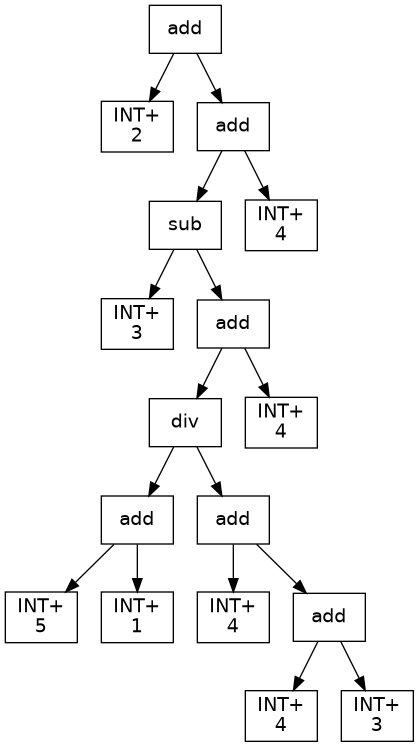 add
INT+
2
add
sub
INT+
4
INT+
3
add
div
INT+
4
add
add
INT+
5
INT+
1
INT+
4
add
INT+
4
INT+
3